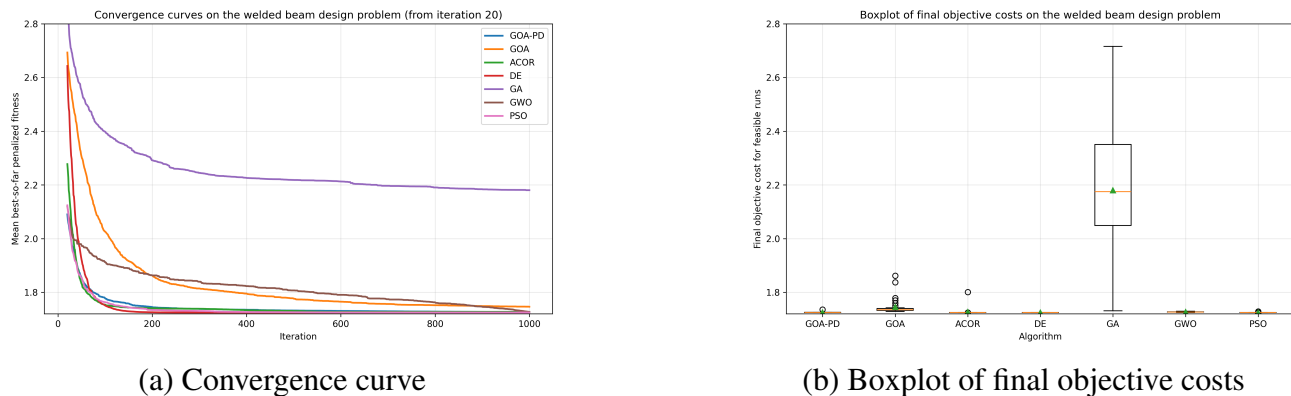 Convergence curves on the welded beam design problem (from iteration 20)
2.8
2.6
2.4
2.2
2.0
1.8
Mean best-so-far penalized fitness
0 200 400 600 800 1000
Iteration
GOA-PD
GOA
ACOR
DE
GA
GWO
PSO
(a) Convergence curve
Boxplot of final objective costs on the welded beam design problem
2.8
2.6
2.4
2.2
2.0
1.8
Final objective cost for feasible runs
GOA-PD GOA ACOR DE GA GWO PSO
Algorithm
(b) Boxplot of final objective costs